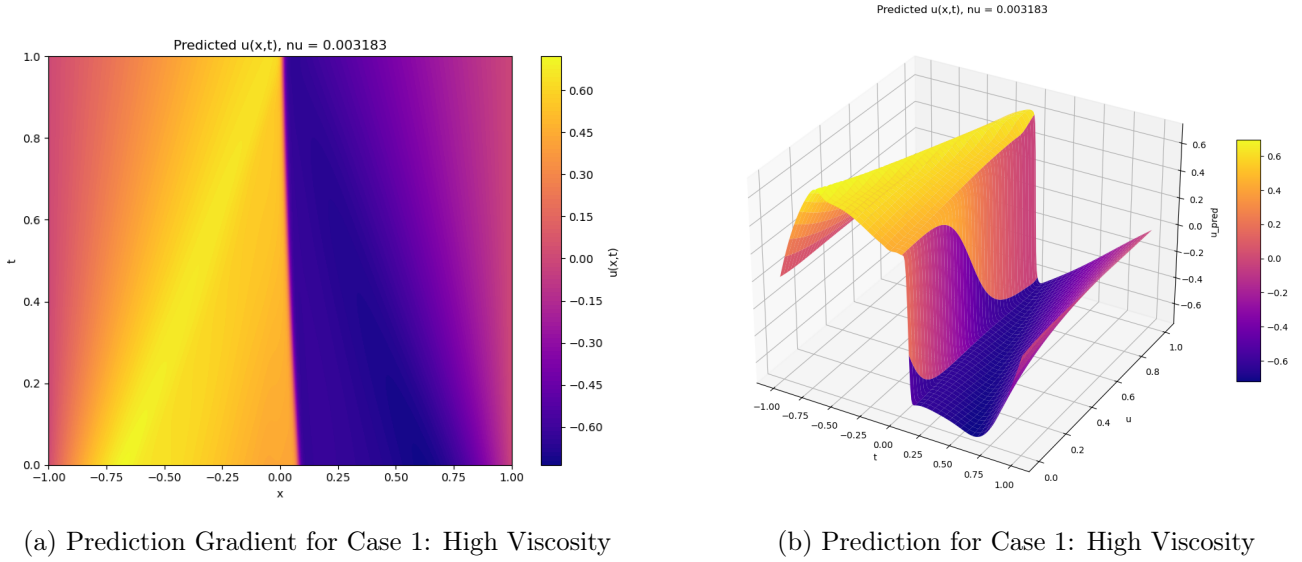 Predicted u(x,t), nu = 0.003183
1.0
0.8
0.6
0.4
0.2
0.0
t
−1.00 −0.75 −0.50 −0.25 0.00 0.25 0.50 0.75 1.00
x
0.60
0.45
0.30
0.15
0.00
−0.15
−0.30
−0.45
−0.60
u(x,t)
(a) Prediction Gradient for Case 1: High Viscosity
Predicted u(x,t), nu = 0.003183
−1.00 −0.75 −0.50 −0.25 0.00 0.25 0.50 0.75 1.00
t
0.0
0.2
0.4
0.6
0.8
1.0
u
0.6
0.4
0.2
0.0
−0.2
−0.4
−0.6
u_pred
0.6
0.4
0.2
0.0
−0.2
−0.4
−0.6
(b) Prediction for Case 1: High Viscosity